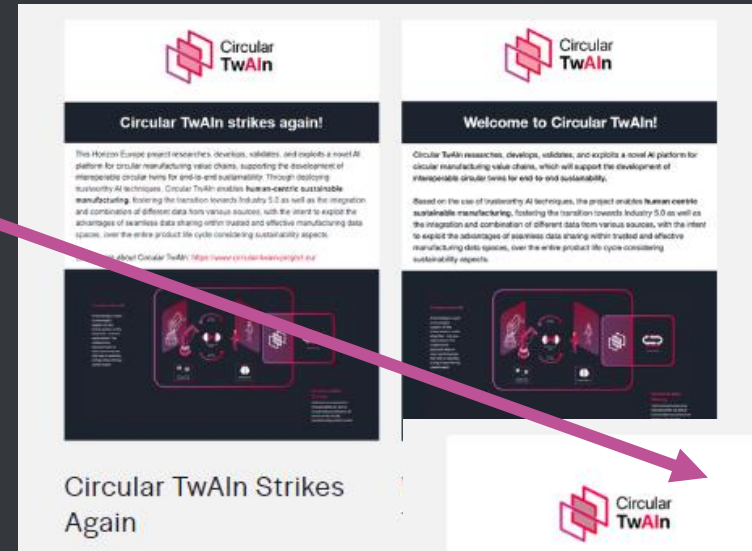 Circular
TwAIn
Circular TwAIn strikes again!
This Horizon Europe project researches, develops, validates, and exploits a novel AI
platform for circular manufacturing value chains, supporting the development of
interoperable circular twins for end-to-end sustainability. Through deploying
trustworthy AI techniques, Circular TwAIn enables human-centric sustainable
manufacturing, fostering the transition towards Industry 5.0 as well as the integration
and combination of different data from various sources, with the intent to exploit the
advantages of seamless data sharing within trusted and effective manufacturing data
spaces, over the entire product life cycle considering sustainability aspects.
about Circular TwAIn: https://www.circular-twain-project.eu/
Circular TwAIn Strikes
Again
Circular
TwAIn
Welcome to Circular TwAIn!
Circular TwAIn researches, develops, validates, and exploits a novel AI platform for
circular manufacturing value chains, which will support the development of
interoperable circular twins for end-to-end sustainability.
Based on the use of trustworthy AI techniques, the project enables human centric
sustainable manufacturing, fostering the transition towards Industry 5.0 as well as
the integration and combination of different data from various sources, with the intent
to exploit the advantages of seamless data sharing within trusted and effective
manufacturing data spaces, over the entire product life cycle considering
sustainability aspects.
Circular
TwAIn